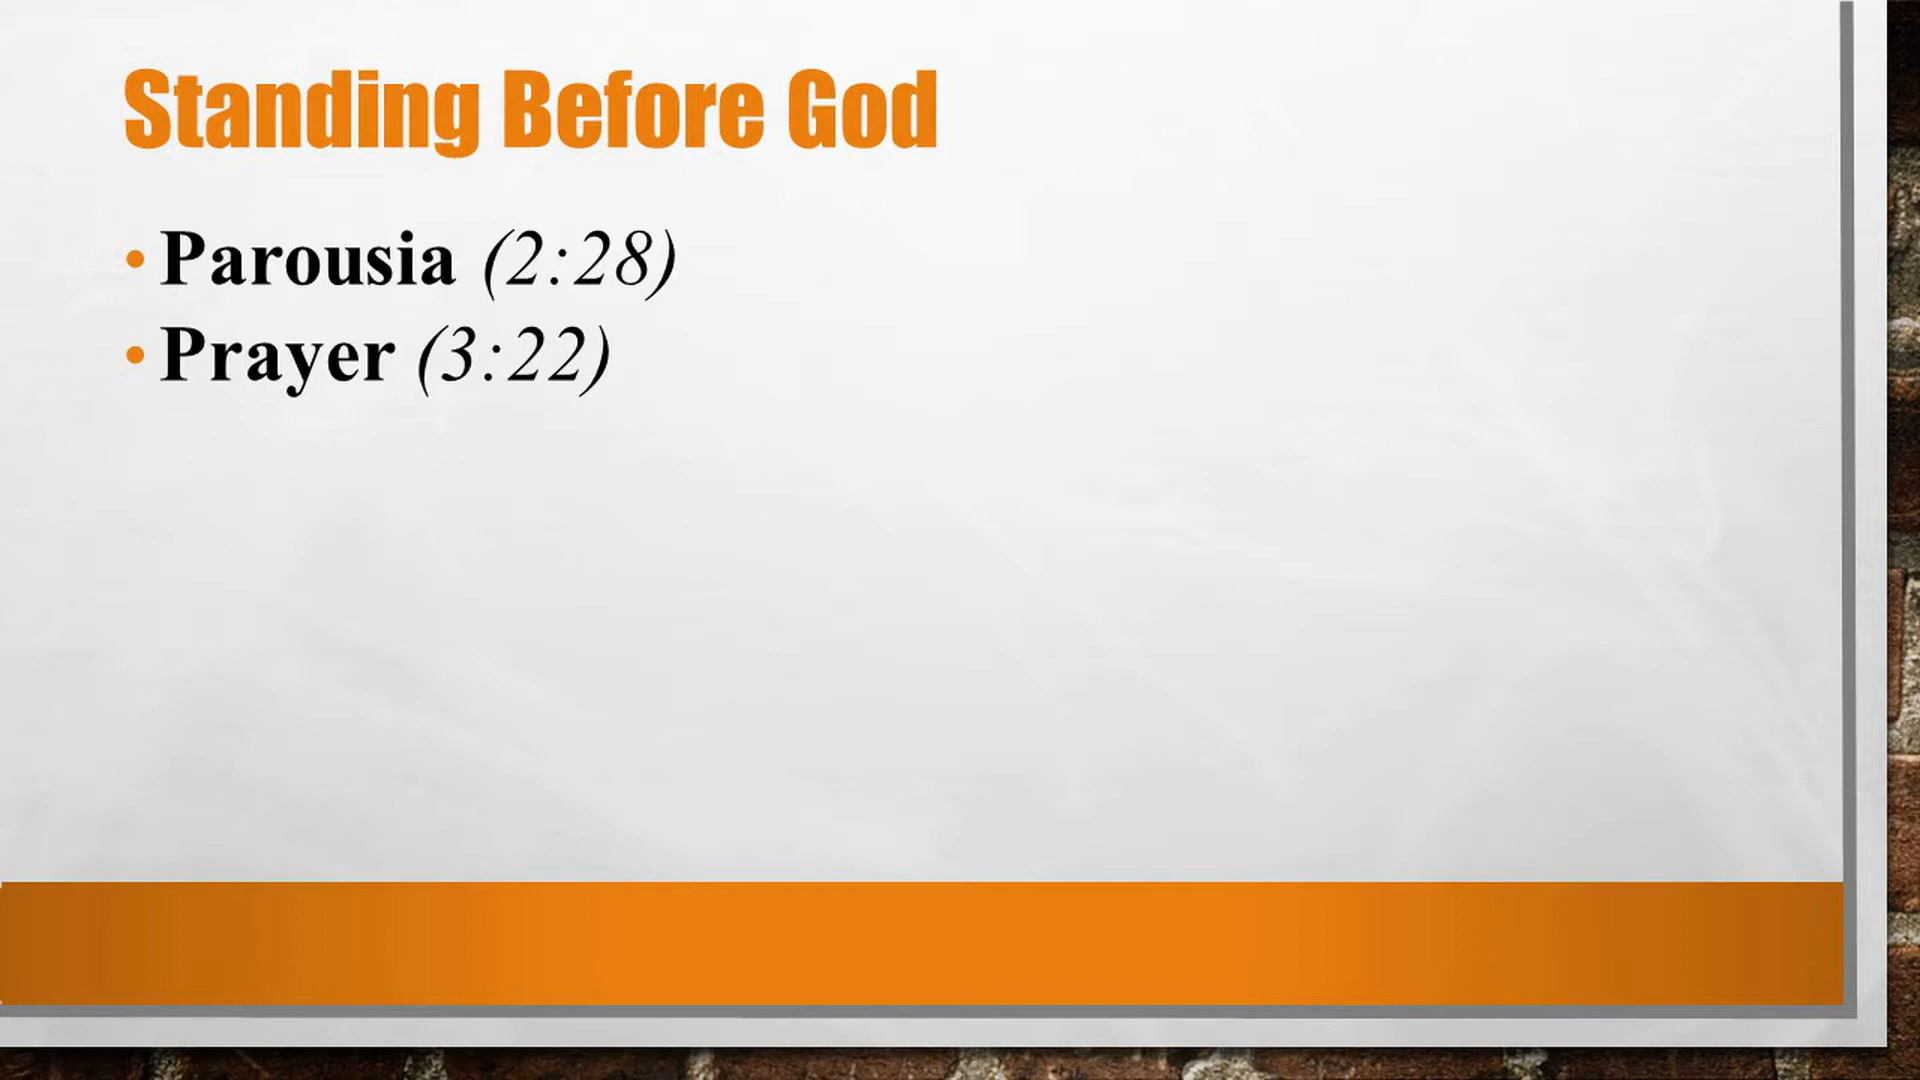 Standing Before God
• Parousia (2:28)
• Prayer (3:22)